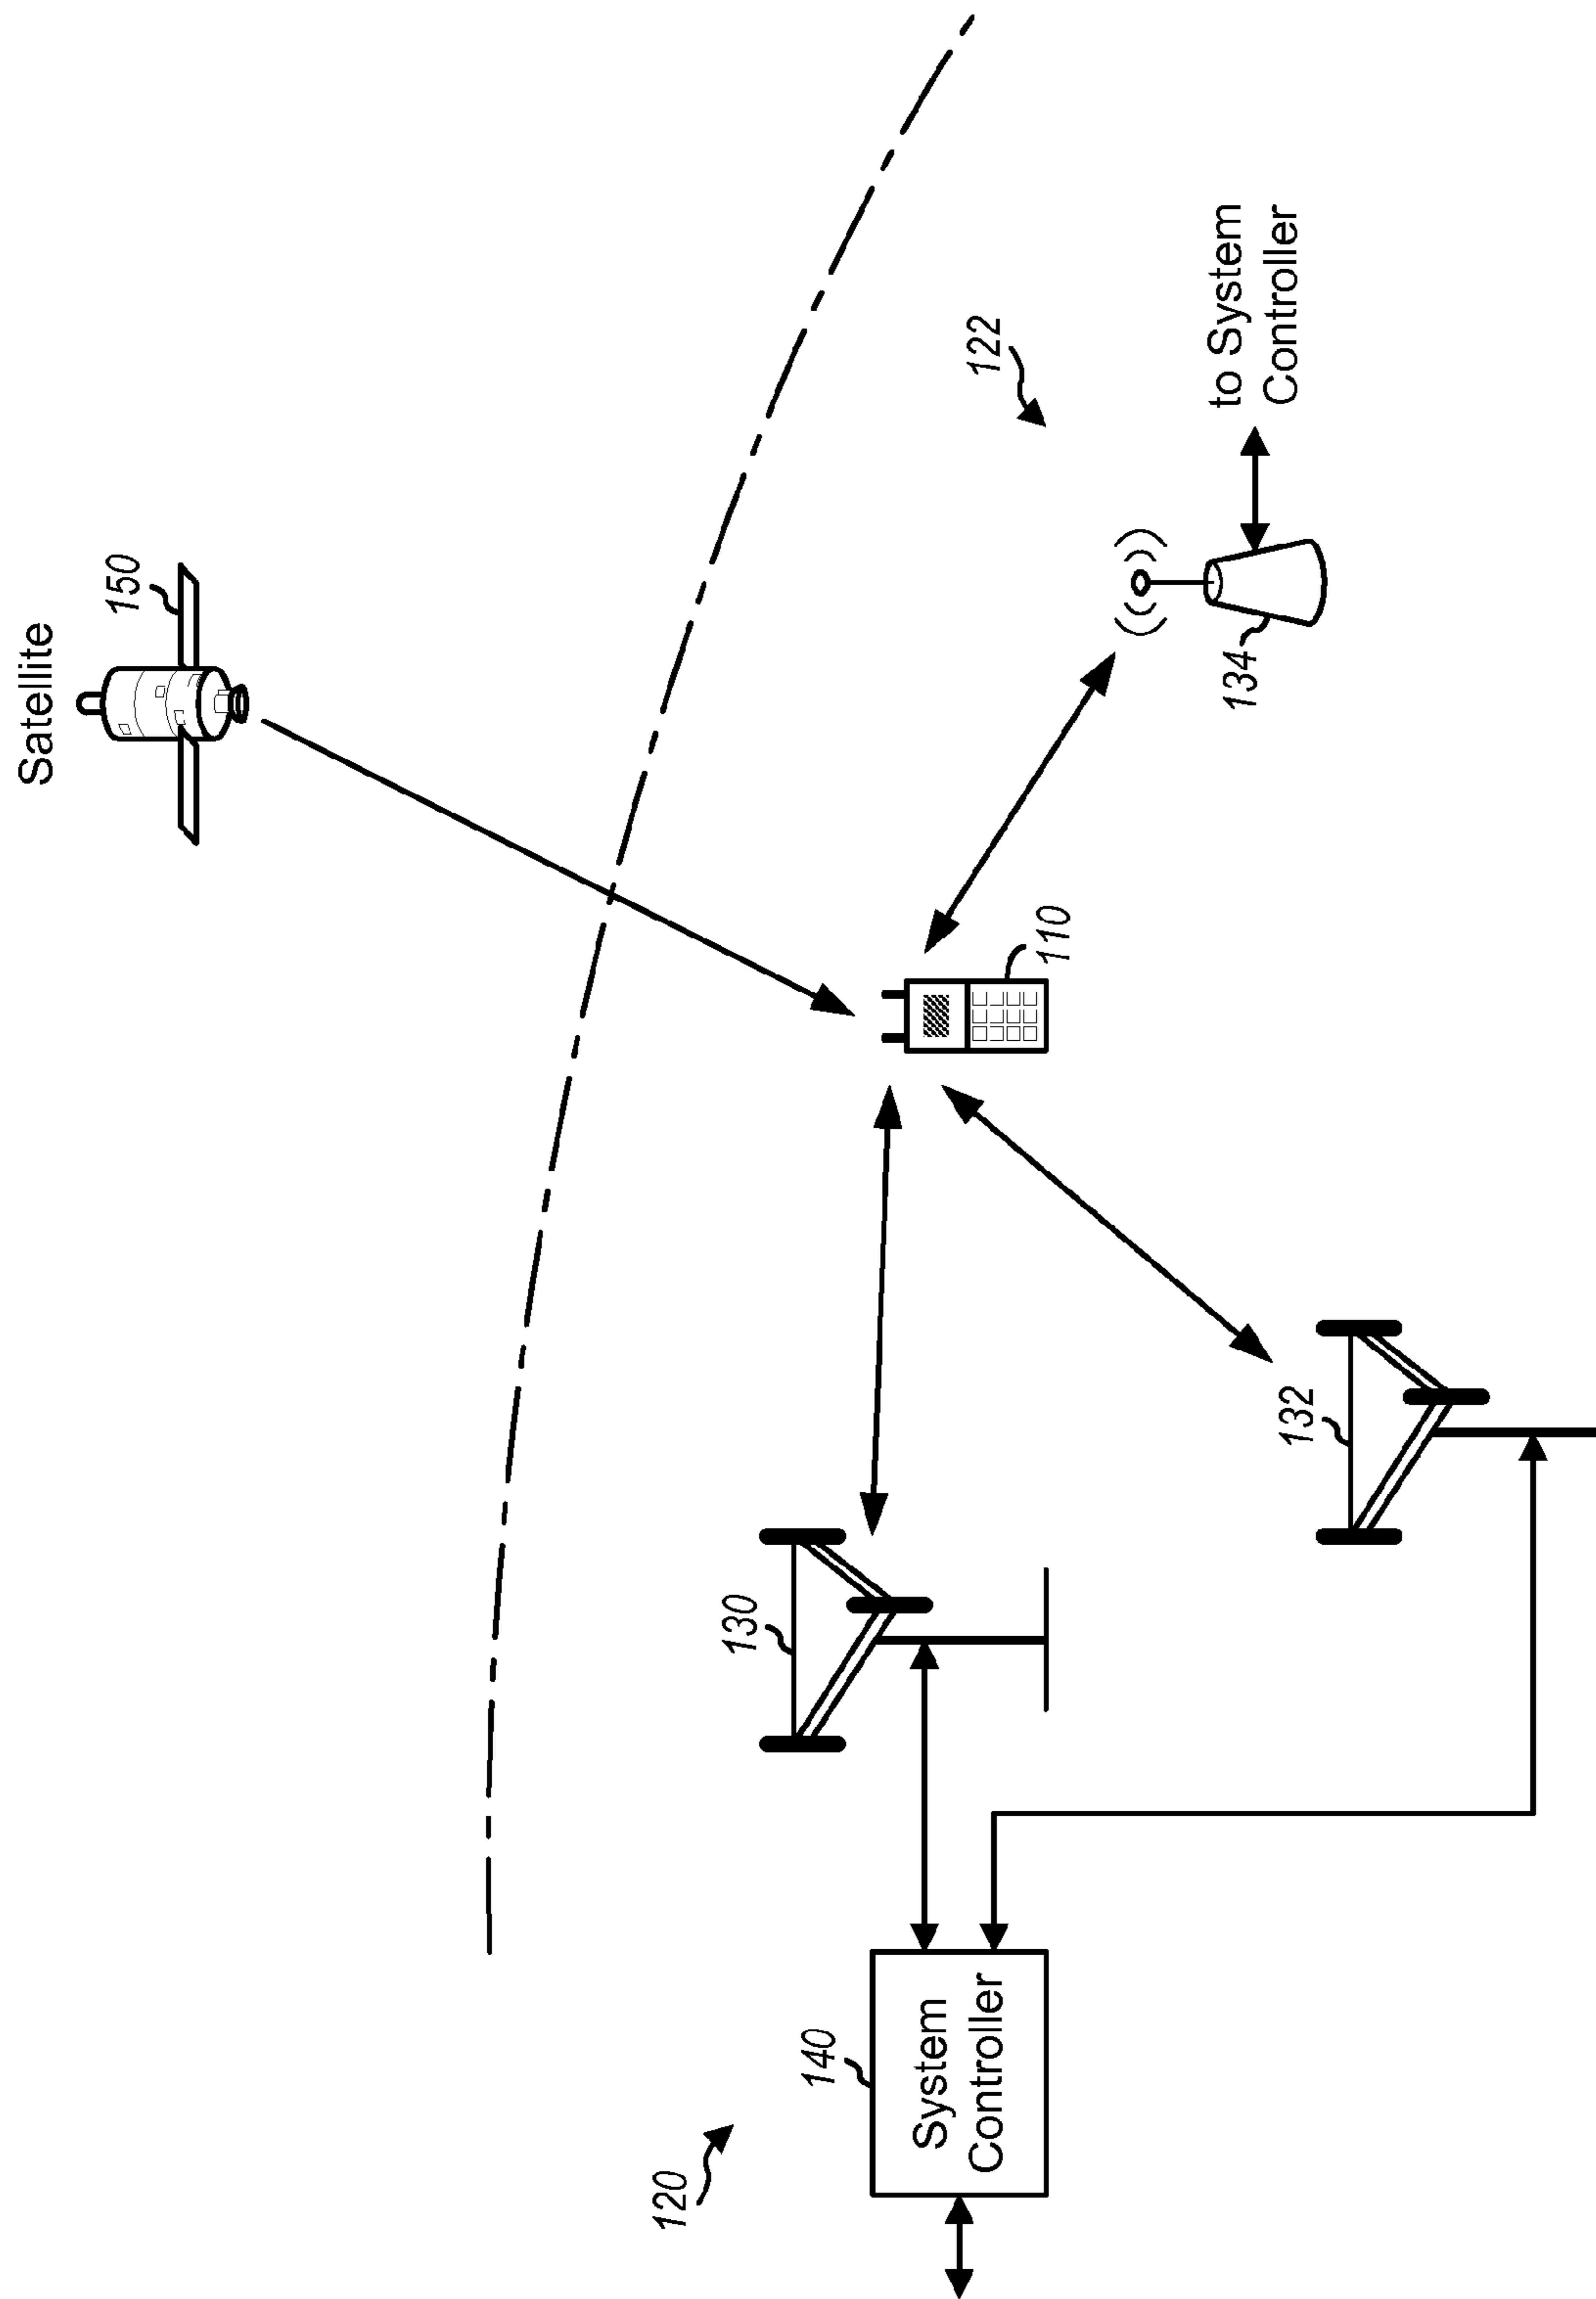 Satellite
150
122
to System
Controller
134
110
130
132
120
140
System
Controller